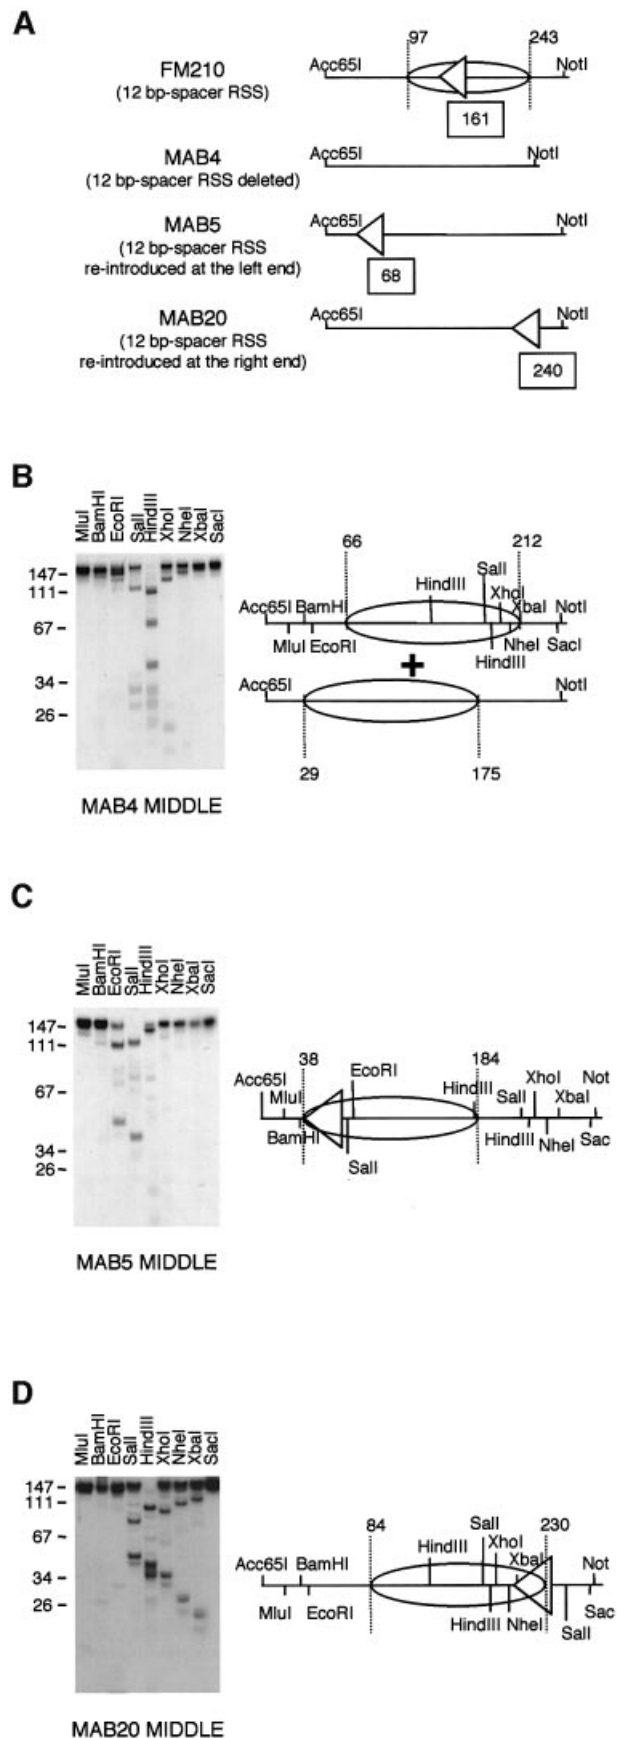 A
FM210
(12 bp-spacer RSS)
97
243
Acc65I
NotI
161
MAB4
(12 bp-spacer RSS deleted)
Acc65I
NotI
MAB5
(12 bp-spacer RSS
re-introduced at the left end)
Acc65I
NotI
68
MAB20
(12 bp-spacer RSS
re-introduced at the right end)
Acc65I
NotI
240
B
MluI BamHI EcoRI SalI HindIII XhoI NheI XbaI SacI
147
111
67
34
26
MAB4 MIDDLE
66
212
SalI
HindIII
XhoI
Acc65I BamHI
XbaI NotI
MluI EcoRI
NheI SacI
HindIII
+
Acc65I
NotI
29
175
C
MluI BamHI EcoRI SalI HindIII XhoI NheI XbaI SacI
147
111
67
34
26
MAB5 MIDDLE
38
184
EcoRI
Acc65I
MluI
HindIII
SalI
XhoI
XbaI
Not
BamHI
SalI
HindIII
NheI
Sac
D
MluI BamHI EcoRI SalI HindIII XhoI NheI XbaI SacI
147
111
67
34
26
MAB20 MIDDLE
84
230
SalI
HindIII
XhoI
Acc65I BamHI
XbaI
Not
MluI EcoRI
HindIII NheI
SalI
Sac